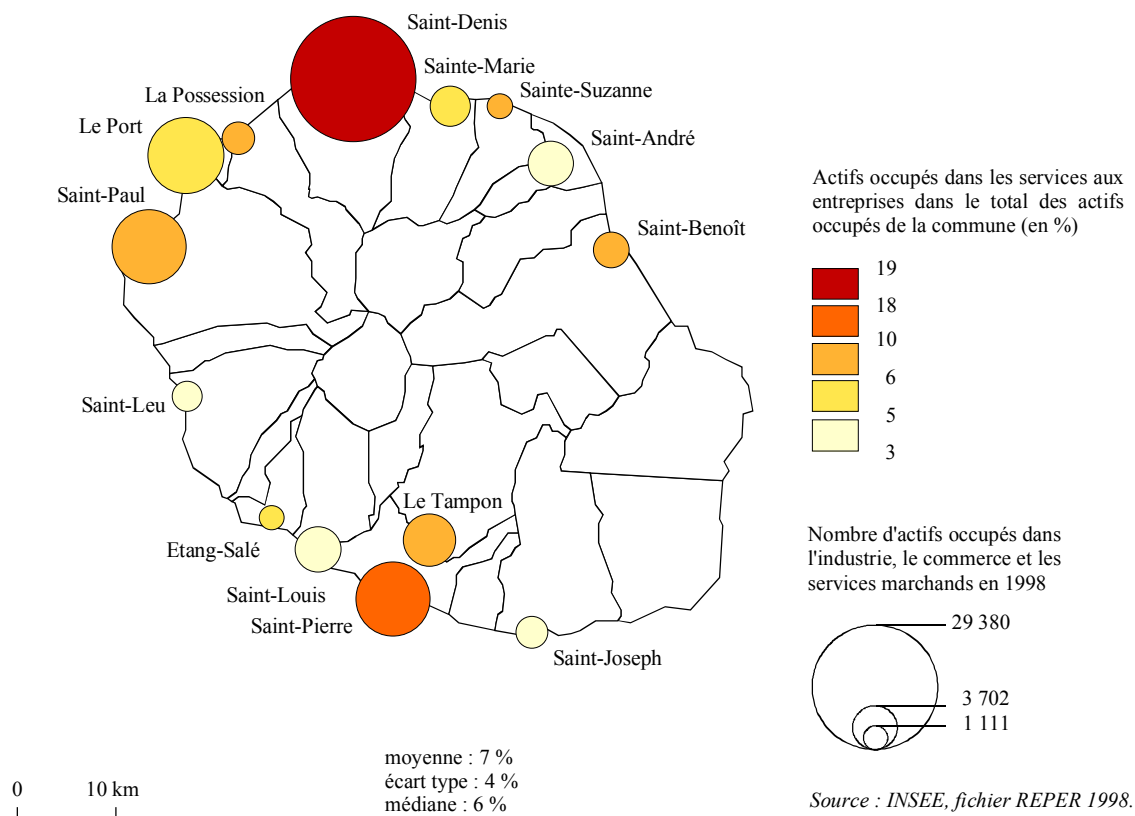 Saint-Denis
Sainte-Marie
La Possession
Sainte-Suzanne
Le Port
Saint-André
Saint-Paul
Saint-Benoît
Saint-Leu
Le Tampon
Etang-Salé
Saint-Louis
Saint-Pierre
Saint-Joseph
Actifs occupés dans les services aux
entreprises dans le total des actifs
occupés de la commune (en %)
19
18
10
6
5
3
Nombre d'actifs occupés dans
l'industrie, le commerce et les
services marchands en 1998
29 380
3 702
1 111
moyenne : 7 %
écart type : 4 %
médiane : 6 %
0 10 km
Source : INSEE, fichier REPER 1998.